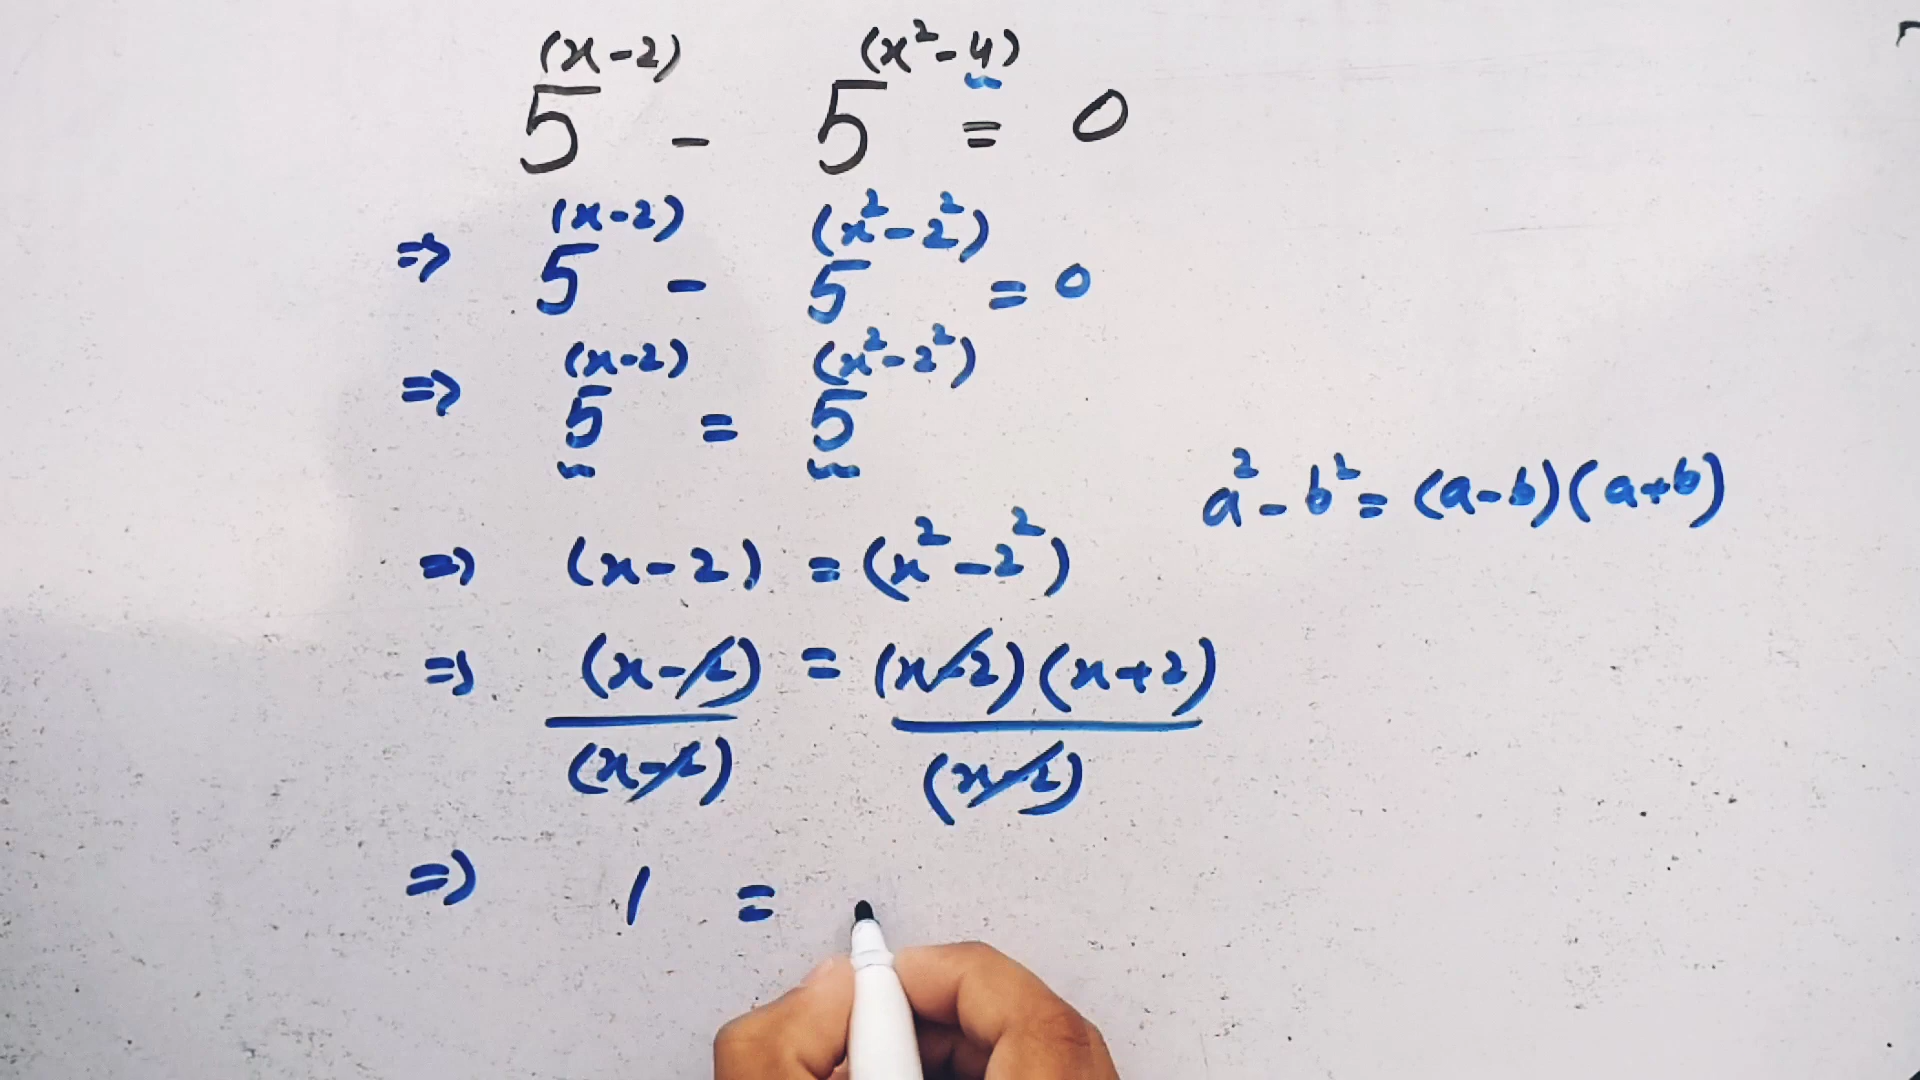 5^(x-2) - 5^(x²-4) = 0
=> 5^(x-2) - 5^(x²-2²) = 0
=> 5^(x-2) = 5^(x²-2²)
a²-b² = (a-b)(a+b)
=> (x-2) = (x²-2²)
=> (x-2)/(x-2) = (x-2)(x+2)/(x-2)
=> 1 =